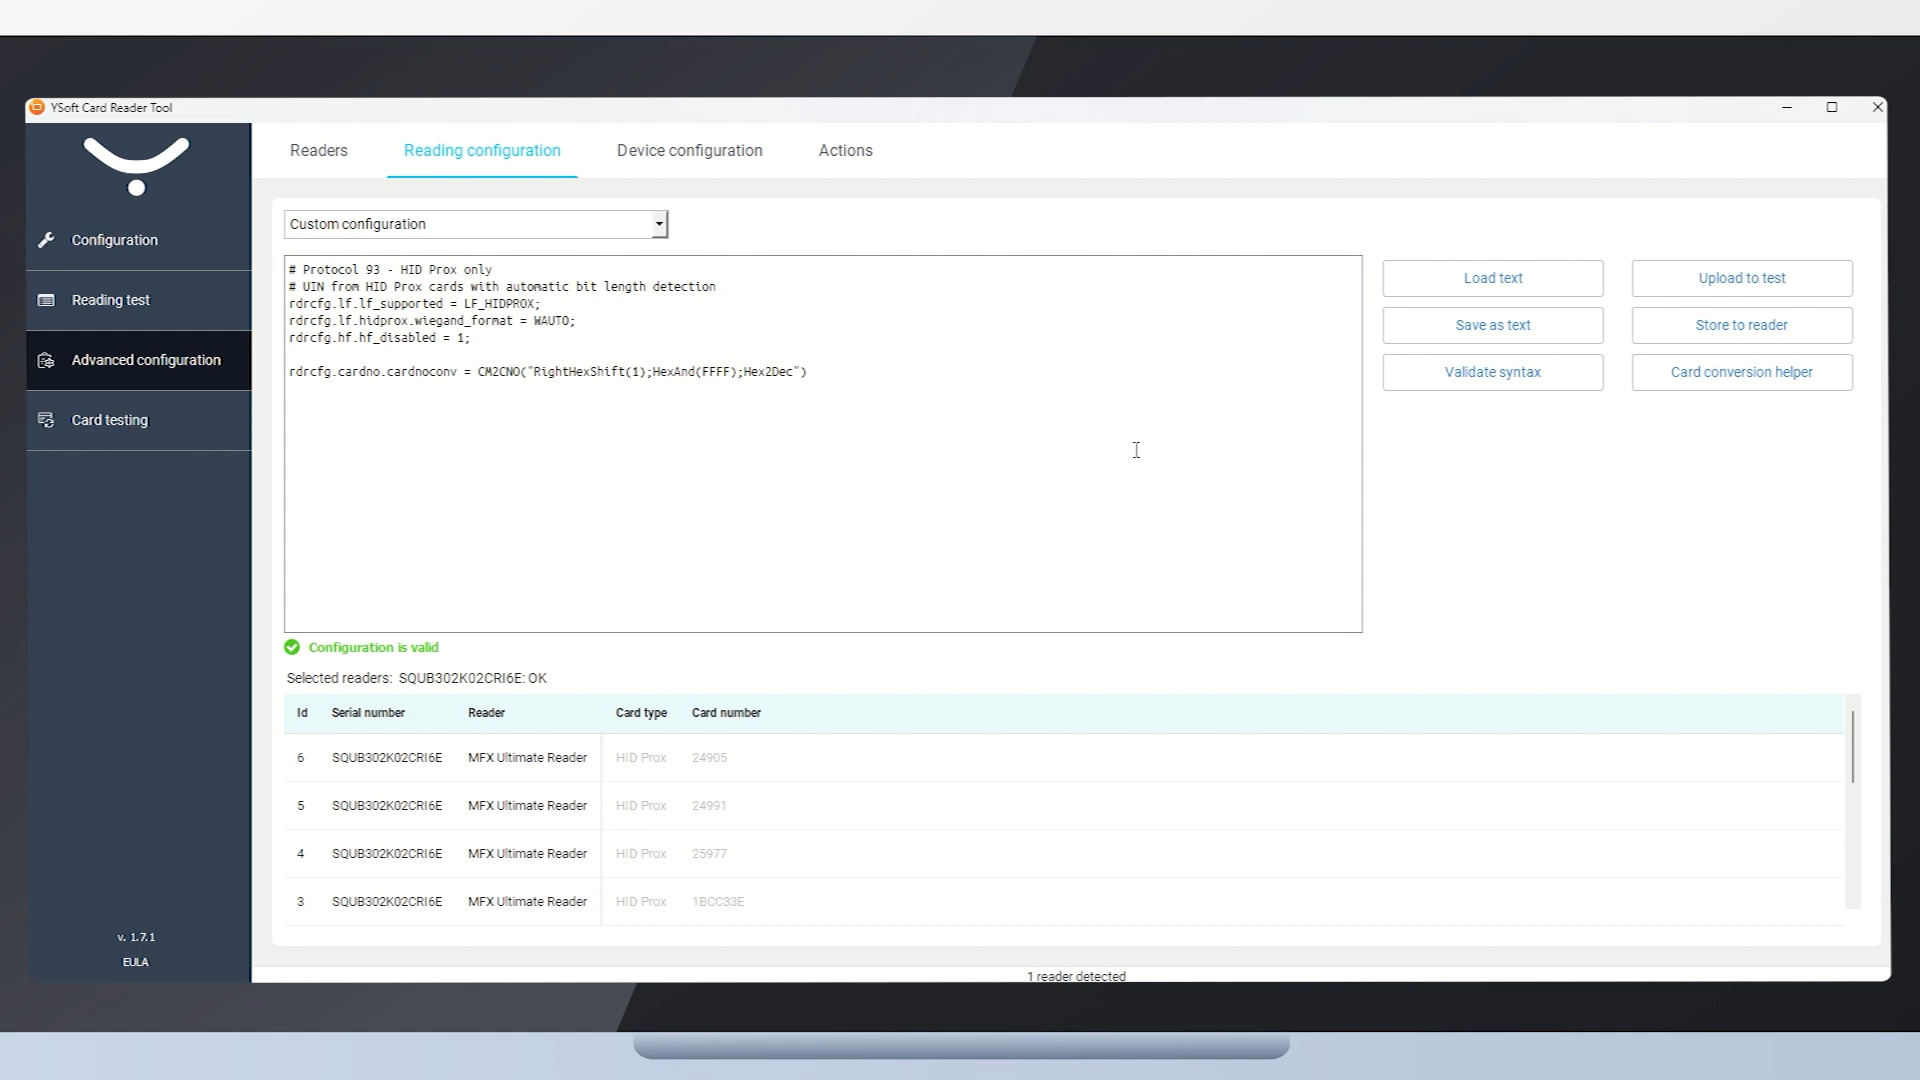 YSoft Card Reader Tool
Readers
Reading configuration
Device configuration
Actions
Configuration
Reading test
Advanced configuration
Card testing
v. 1.7.1
EULA
Custom configuration
# Protocol 93 - HID Prox only
# UIN from HID Prox cards with automatic bit length detection
rdrcfg.lf.lf_supported = LF_HIDPROX;
rdrcfg.lf.hidprox.wiegand_format = WAUTO;
rdrcfg.hf.hf_disabled = 1;
rdrcfg.cardno.cardnoconv = CM2CNO("RightHexShift(1);HexAnd(FFFF);Hex2Dec")
Load text
Upload to test
Save as text
Store to reader
Validate syntax
Card conversion helper
Configuration is valid
Selected readers: SQUB302K02CRI6E: OK
Id Serial number Reader Card type Card number
6 SQUB302K02CRI6E MFX Ultimate Reader HID Prox 24905
5 SQUB302K02CRI6E MFX Ultimate Reader HID Prox 24991
4 SQUB302K02CRI6E MFX Ultimate Reader HID Prox 25977
3 SQUB302K02CRI6E MFX Ultimate Reader HID Prox 1BCC33E
1 reader detected